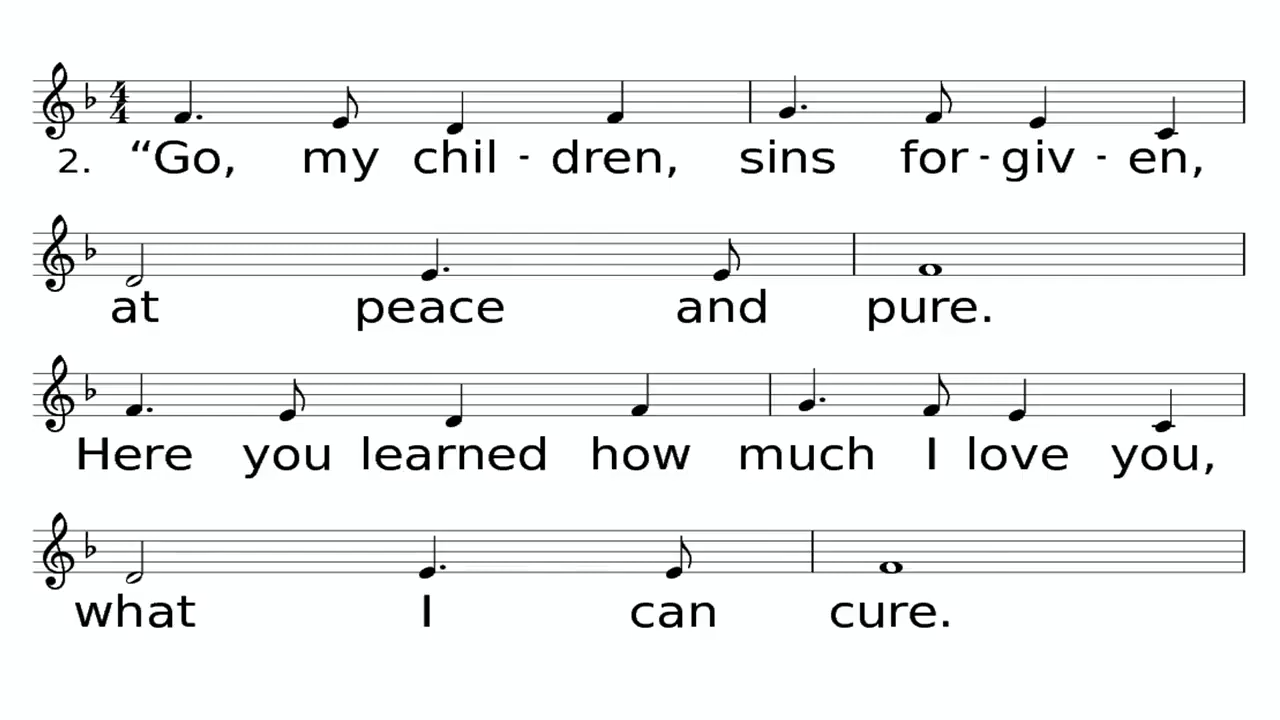 2. “Go, my chil - dren, sins for - giv - en,
at peace and pure.
Here you learned how much I love you,
what I can cure.